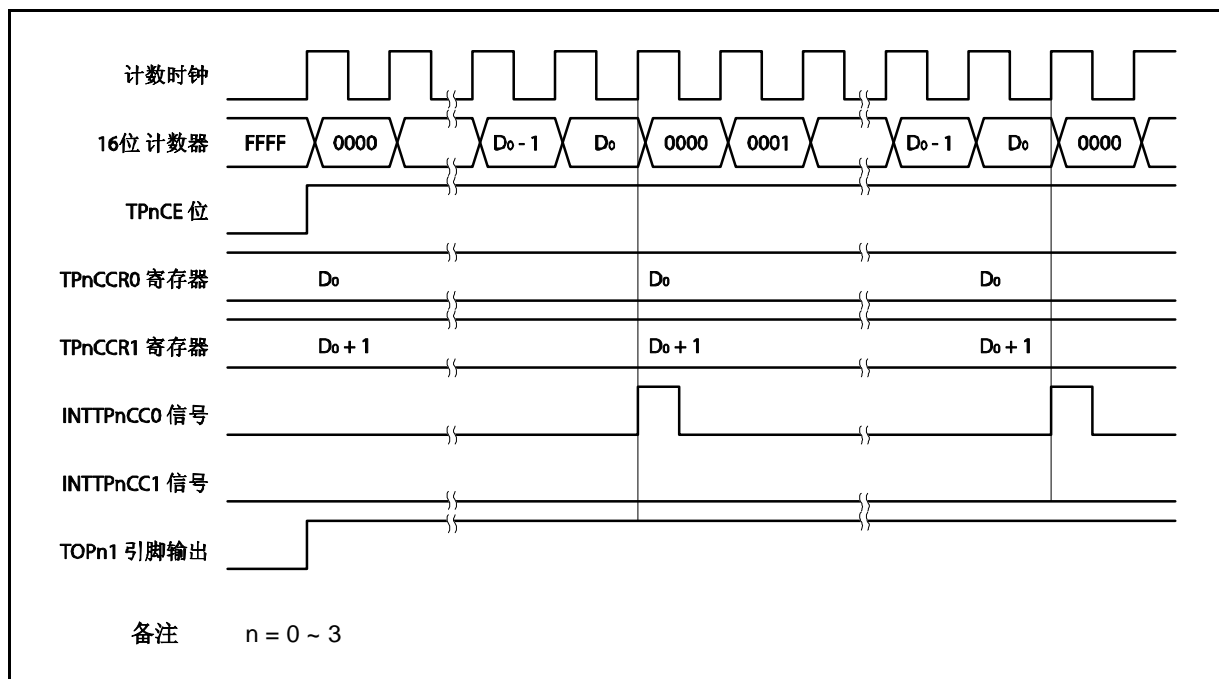 计数时钟
16位 计数器 FFFF 0000 D0 - 1 D0 0000 0001 D0 - 1 D0 0000
TPnCE 位
TPnCCR0 寄存器 D0 D0 D0
TPnCCR1 寄存器 D0 + 1 D0 + 1 D0 + 1
INTTPnCC0 信号
INTTPnCC1 信号
TOPn1 引脚输出
备注 n = 0 ~ 3